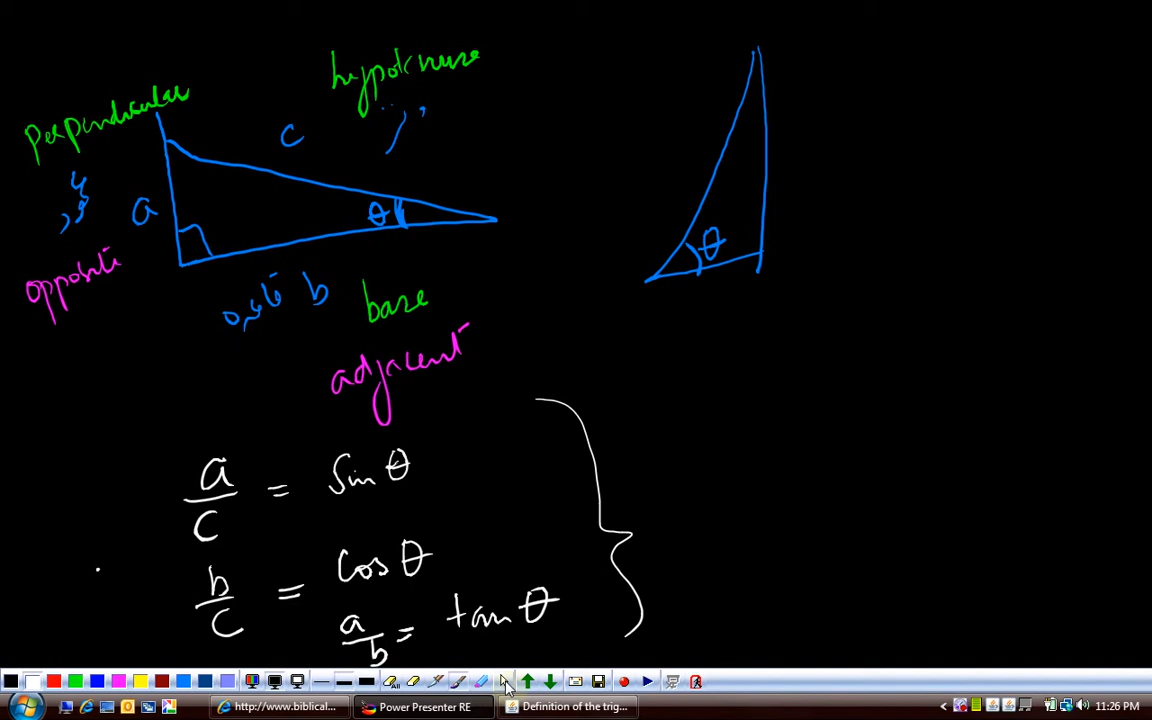 hypotenuse
perpendicular
c
a
θ
θ
opposite
b
base
adjacent
a/c = sin θ
b/c = cos θ
a/b = tan θ
All
http://www.biblical...
Power Presenter RE
Definition of the trig...
11:26 PM